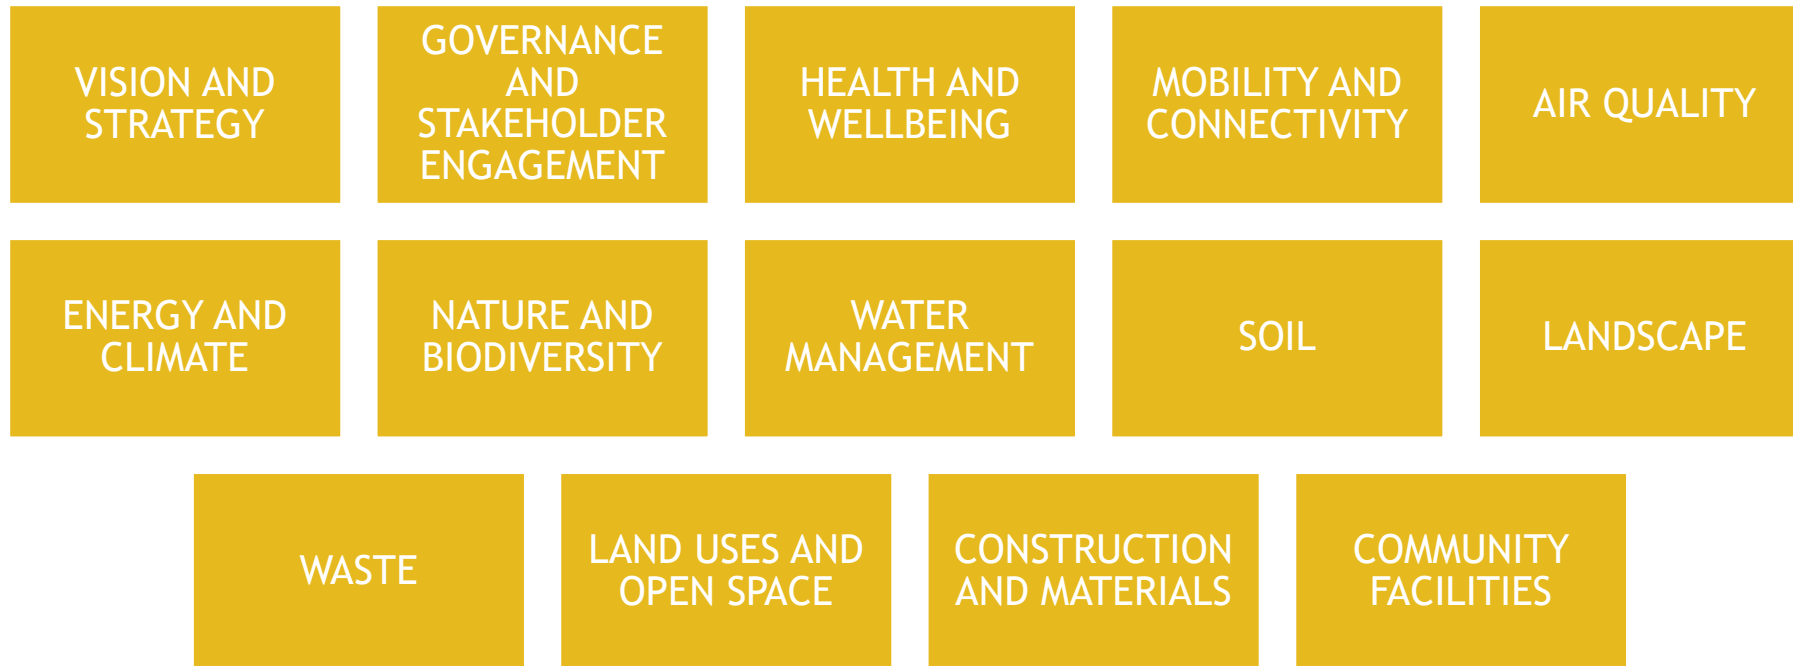 VISION AND
STRATEGY
GOVERNANCE
AND
STAKEHOLDER
ENGAGEMENT
HEALTH AND
WELLBEING
MOBILITY AND
CONNECTIVITY
AIR QUALITY
ENERGY AND
CLIMATE
NATURE AND
BIODIVERSITY
WATER
MANAGEMENT
SOIL
LANDSCAPE
WASTE
LAND USES AND
OPEN SPACE
CONSTRUCTION
AND MATERIALS
COMMUNITY
FACILITIES